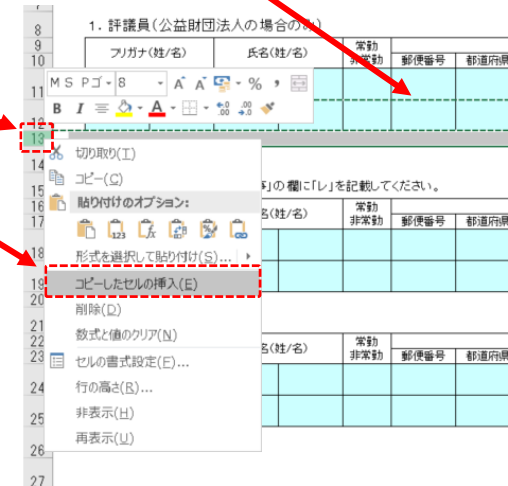 8 1. 評議員(公益財団法人の場合のみ)
9 フリガナ(姓/名) 氏名(姓/名) 常勤
10 非常勤 郵便番号 都道府県
MS Pゴ 8 A A % ,
11
B I A
12
13
切り取り(T)
14
コピー(C)
15 の欄に「レ」を記載してください。
16 貼り付けのオプション: (姓/名) 常勤
17 非常勤 郵便番号 都道府県
123 fx %
18 形式を選択して貼り付け(S)...
19 コピーしたセルの挿入(E)
20
削除(D)
21
数式と値のクリア(N)
22 (姓/名) 常勤
23 セルの書式設定(F)... 非常勤 郵便番号 都道府県
24 行の高さ(R)...
25 非表示(H)
再表示(U)
26
27